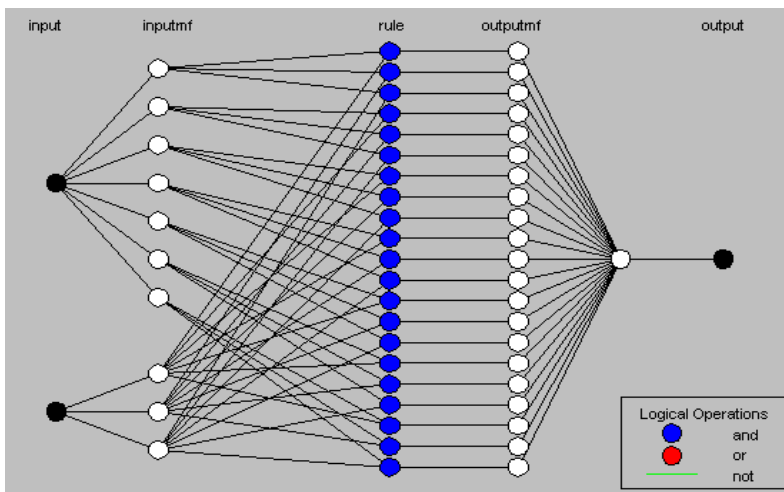 input inputmf rule outputmf output
Logical Operations
and
or
not